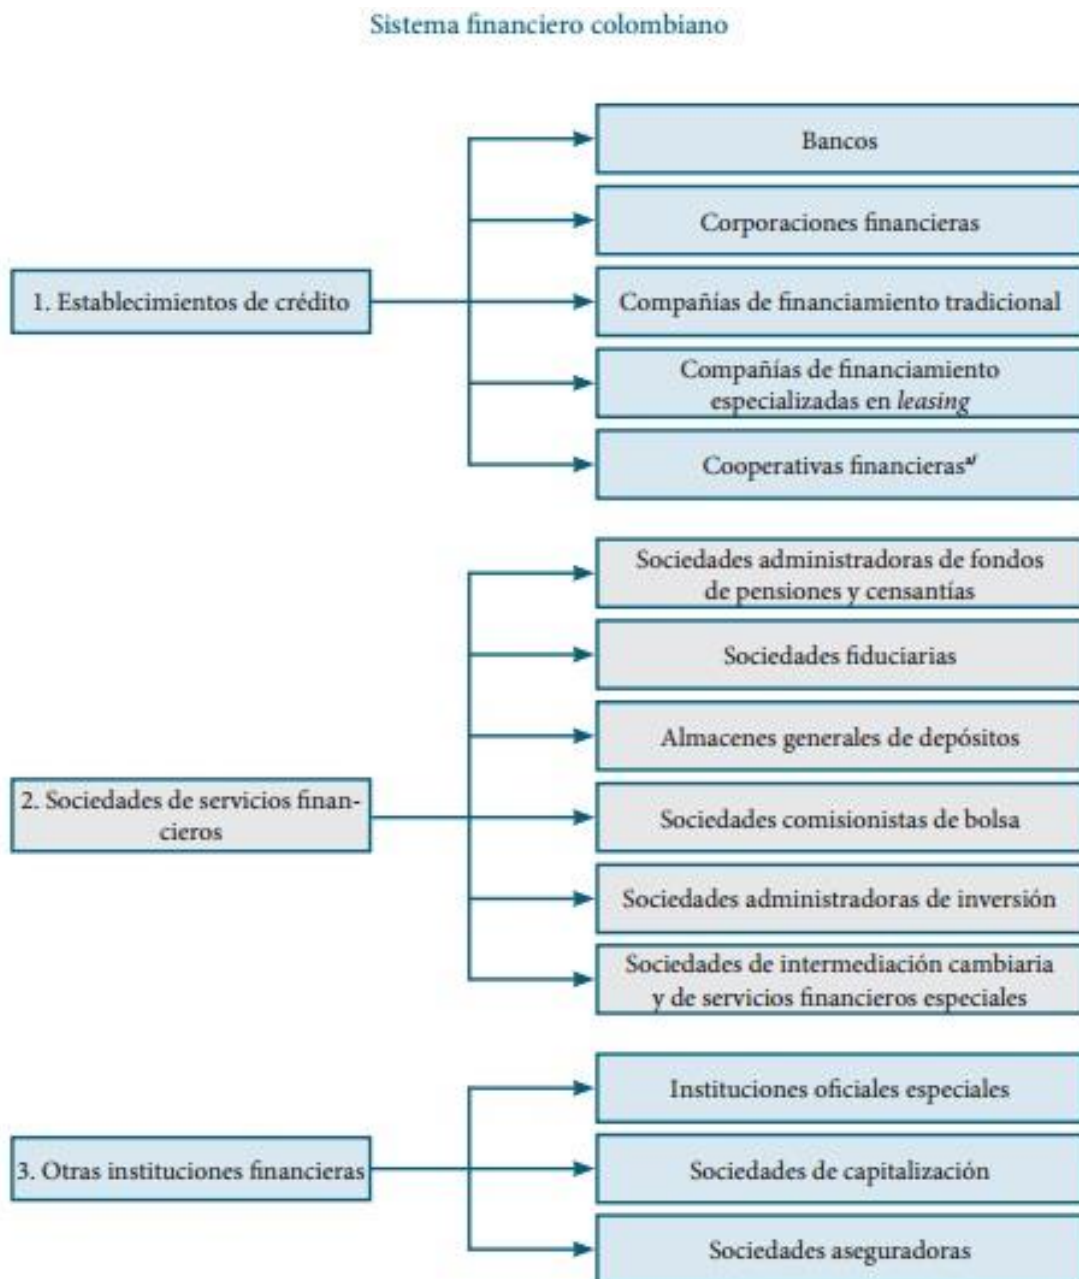 Sistema financiero colombiano
1. Establecimientos de crédito
Bancos
Corporaciones financieras
Compañías de financiamiento tradicional
Compañías de financiamiento
especializadas en leasing
Cooperativas financieras a/
2. Sociedades de servicios finan-
cieros
Sociedades administradoras de fondos
de pensiones y censantías
Sociedades fiduciarias
Almacenes generales de depósitos
Sociedades comisionistas de bolsa
Sociedades administradoras de inversión
Sociedades de intermediación cambiaria
y de servicios financieros especiales
3. Otras instituciones financieras
Instituciones oficiales especiales
Sociedades de capitalización
Sociedades aseguradoras